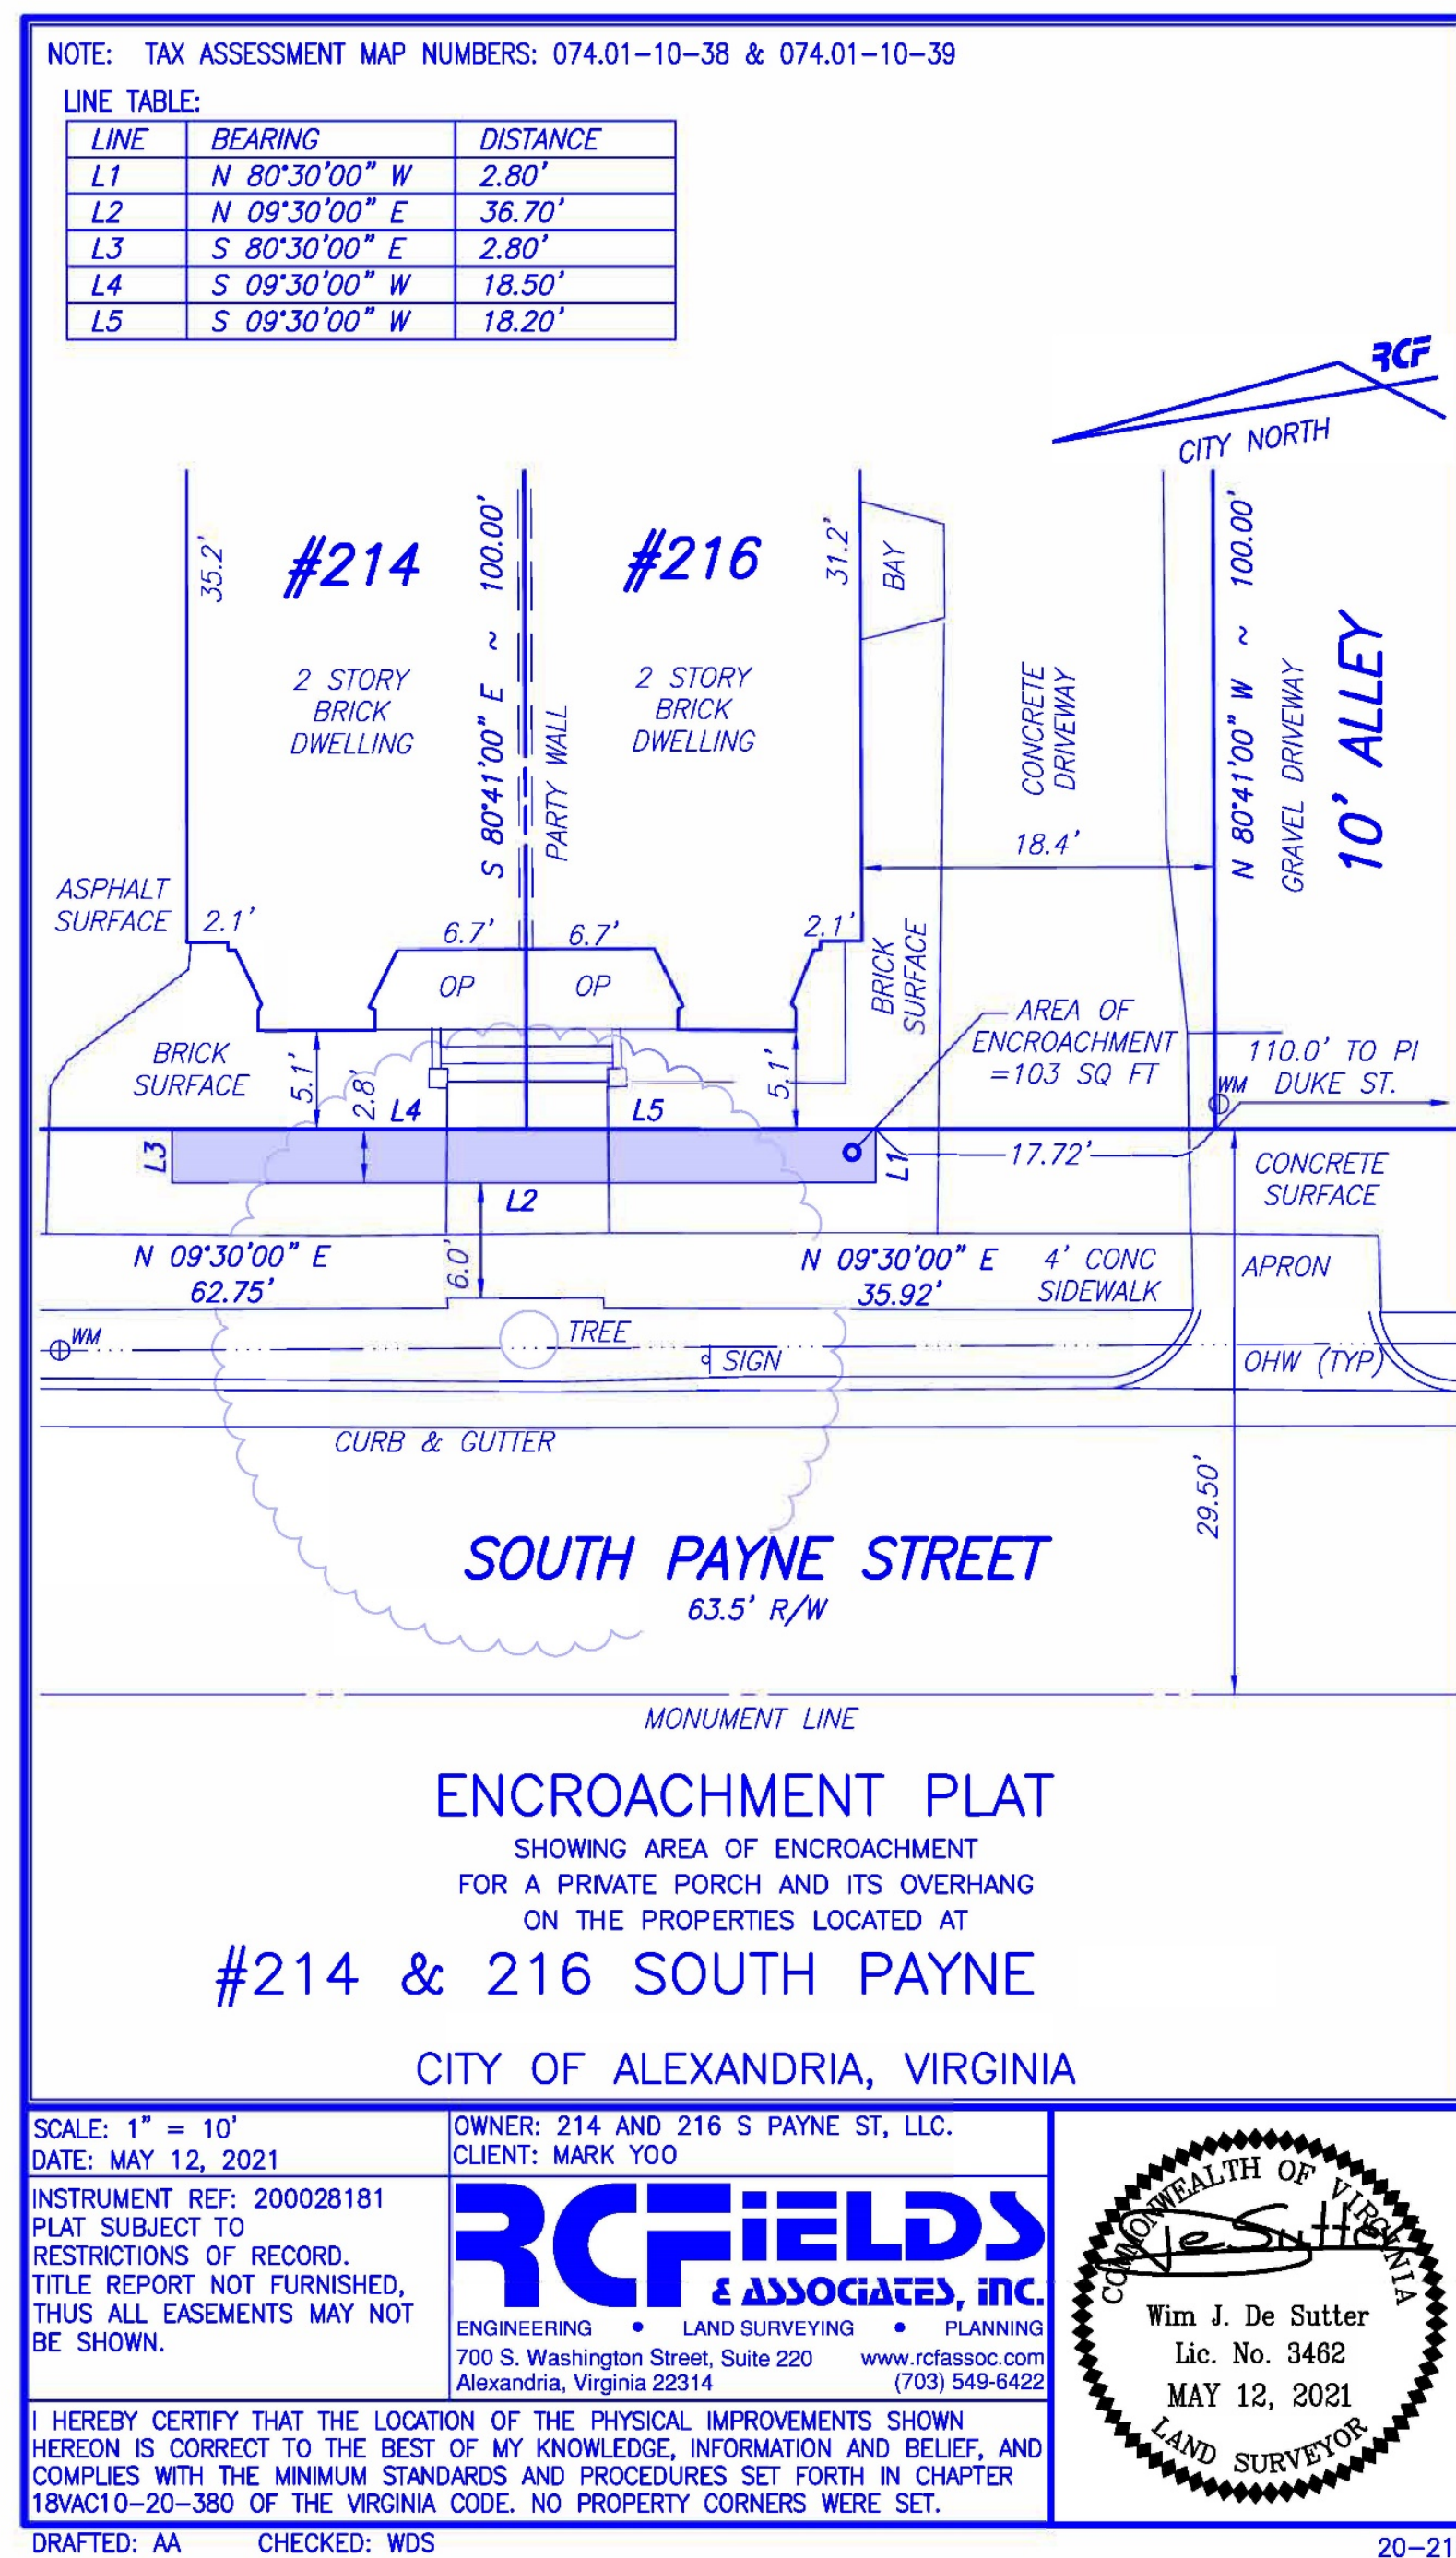 NOTE: TAX ASSESSMENT MAP NUMBERS: 074.01-10-38 & 074.01-10-39
LINE TABLE:
LINE BEARING DISTANCE
L1 N 80°30'00" W 2.80'
L2 N 09°30'00" E 36.70'
L3 S 80°30'00" E 2.80'
L4 S 09°30'00" W 18.50'
L5 S 09°30'00" W 18.20'
RCF
CITY NORTH
35.2'
#214
2 STORY
BRICK
DWELLING
S 80°41'00" E ~ 100.00'
PARTY WALL
#216
2 STORY
BRICK
DWELLING
31.2'
BAY
CONCRETE
DRIVEWAY
18.4'
N 80°41'00" W ~ 100.00'
GRAVEL DRIVEWAY
10' ALLEY
ASPHALT
SURFACE
2.1'
6.7'
6.7'
2.1'
OP
OP
BRICK
SURFACE
AREA OF
ENCROACHMENT
=103 SQ FT
BRICK
SURFACE
5.1'
2.8'
L4
L5
5.1'
110.0' TO PI
DUKE ST.
WM
L3
L1
17.72'
L2
CONCRETE
SURFACE
N 09°30'00" E
62.75'
6.0'
N 09°30'00" E
35.92'
4' CONC
SIDEWALK
APRON
WM
TREE
SIGN
OHW (TYP)
CURB & GUTTER
29.50'
SOUTH PAYNE STREET
63.5' R/W
MONUMENT LINE
ENCROACHMENT PLAT
SHOWING AREA OF ENCROACHMENT
FOR A PRIVATE PORCH AND ITS OVERHANG
ON THE PROPERTIES LOCATED AT
#214 & 216 SOUTH PAYNE
CITY OF ALEXANDRIA, VIRGINIA
SCALE: 1" = 10'
DATE: MAY 12, 2021
OWNER: 214 AND 216 S PAYNE ST, LLC.
CLIENT: MARK YOO
INSTRUMENT REF: 200028181
PLAT SUBJECT TO
RESTRICTIONS OF RECORD.
TITLE REPORT NOT FURNISHED,
THUS ALL EASEMENTS MAY NOT
BE SHOWN.
RCFIELDS
& ASSOCIATES, INC.
ENGINEERING • LAND SURVEYING • PLANNING
700 S. Washington Street, Suite 220 www.rcfassoc.com
Alexandria, Virginia 22314 (703) 549-6422
COMMONWEALTH OF VIRGINIA
De Sutter
Wim J. De Sutter
Lic. No. 3462
MAY 12, 2021
LAND SURVEYOR
I HEREBY CERTIFY THAT THE LOCATION OF THE PHYSICAL IMPROVEMENTS SHOWN
HEREON IS CORRECT TO THE BEST OF MY KNOWLEDGE, INFORMATION AND BELIEF, AND
COMPLIES WITH THE MINIMUM STANDARDS AND PROCEDURES SET FORTH IN CHAPTER
18VAC10-20-380 OF THE VIRGINIA CODE. NO PROPERTY CORNERS WERE SET.
DRAFTED: AA CHECKED: WDS
20-21